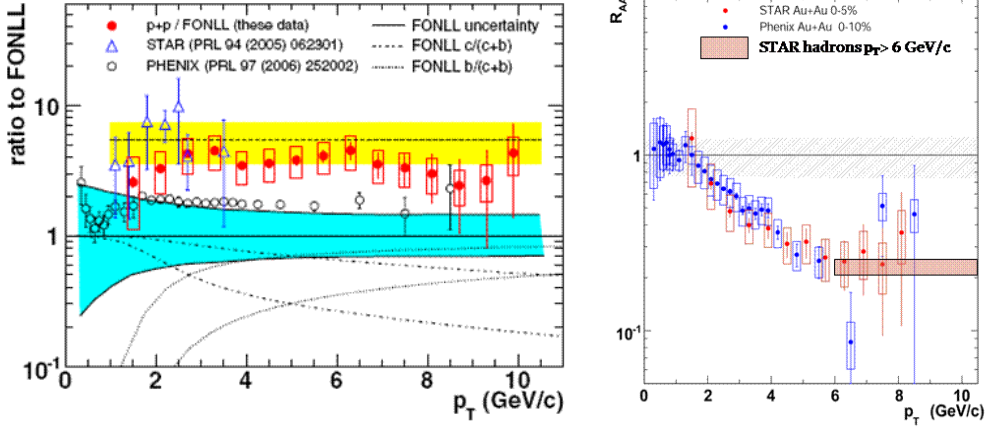 ratio to FONLL
p+p / FONLL (these data)
STAR (PRL 94 (2005) 062301)
PHENIX (PRL 97 (2006) 252002)
FONLL uncertainty
FONLL c/(c+b)
FONLL b/(c+b)
10
1
10-1
0 2 4 6 8 10
pT (GeV/c)
RAA
STAR Au+Au 0-5%
Phenix Au+Au 0-10%
STAR hadrons pT> 6 GeV/c
1
10-1
0 2 4 6 8 10
pT (GeV/c)